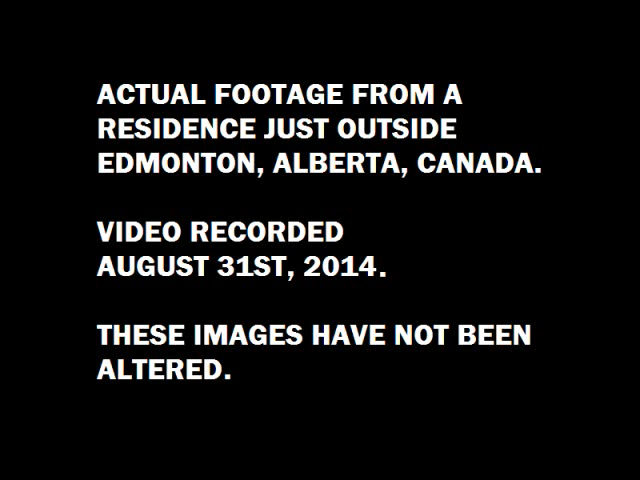 ACTUAL FOOTAGE FROM A
RESIDENCE JUST OUTSIDE
EDMONTON, ALBERTA, CANADA.
VIDEO RECORDED
AUGUST 31ST, 2014.
THESE IMAGES HAVE NOT BEEN
ALTERED.